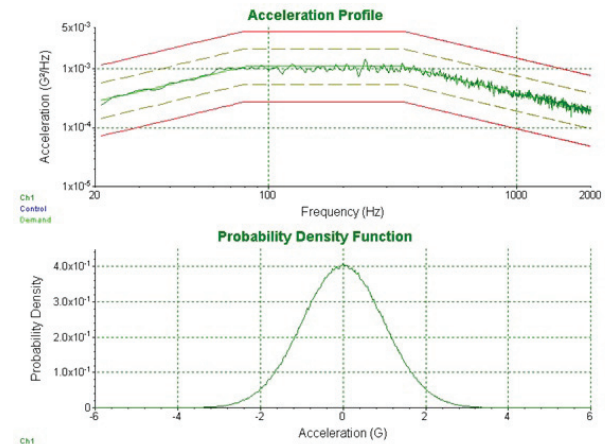 Acceleration Profile
5x10⁻³
1x10⁻³
1x10⁻⁴
1x10⁻⁵
Acceleration (G²/Hz)
20 100 1000 2000
Frequency (Hz)
Ch1
Control
Demand
Probability Density Function
4.0x10⁻¹
3.0x10⁻¹
2.0x10⁻¹
1.0x10⁻¹
0
Probability Density
-6 -4 -2 0 2 4 6
Acceleration (G)
Ch1